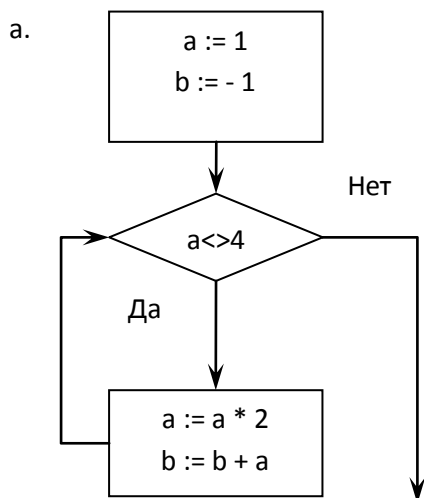 а.
a := 1
b := - 1
Нет
a<>4
Да
a := a * 2
b := b + a